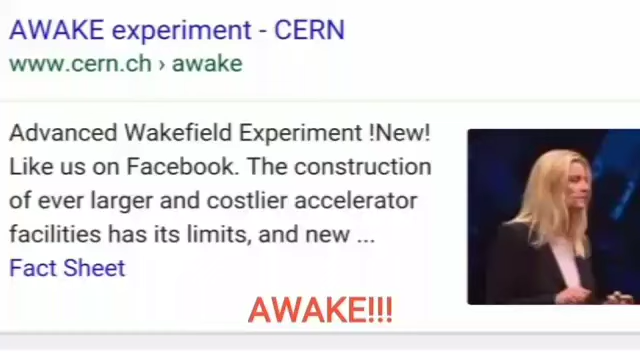 AWAKE experiment - CERN
www.cern.ch › awake
Advanced Wakefield Experiment !New!
Like us on Facebook. The construction
of ever larger and costlier accelerator
facilities has its limits, and new ...
Fact Sheet
AWAKE!!!